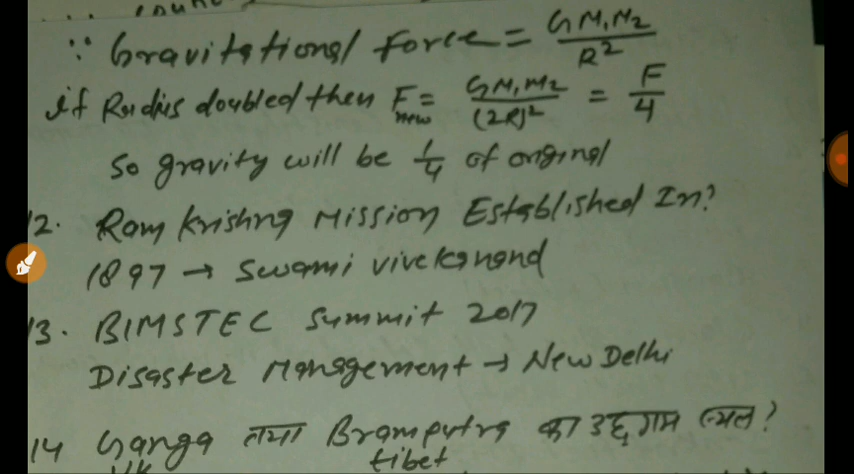 ∵ Gravitational force = GM1M2/R²
if Radius doubled then Fnew = GM1M2/(2R)² = F/4
so gravity will be 1/4 of original
12. Ram Krishna Mission Established In?
1897 → Swami vivekanand
13. BIMSTEC Summit 2017
Disaster Management → New Delhi
14 Ganga तथा Bramputra का उद्गम स्थल?
UK tibet